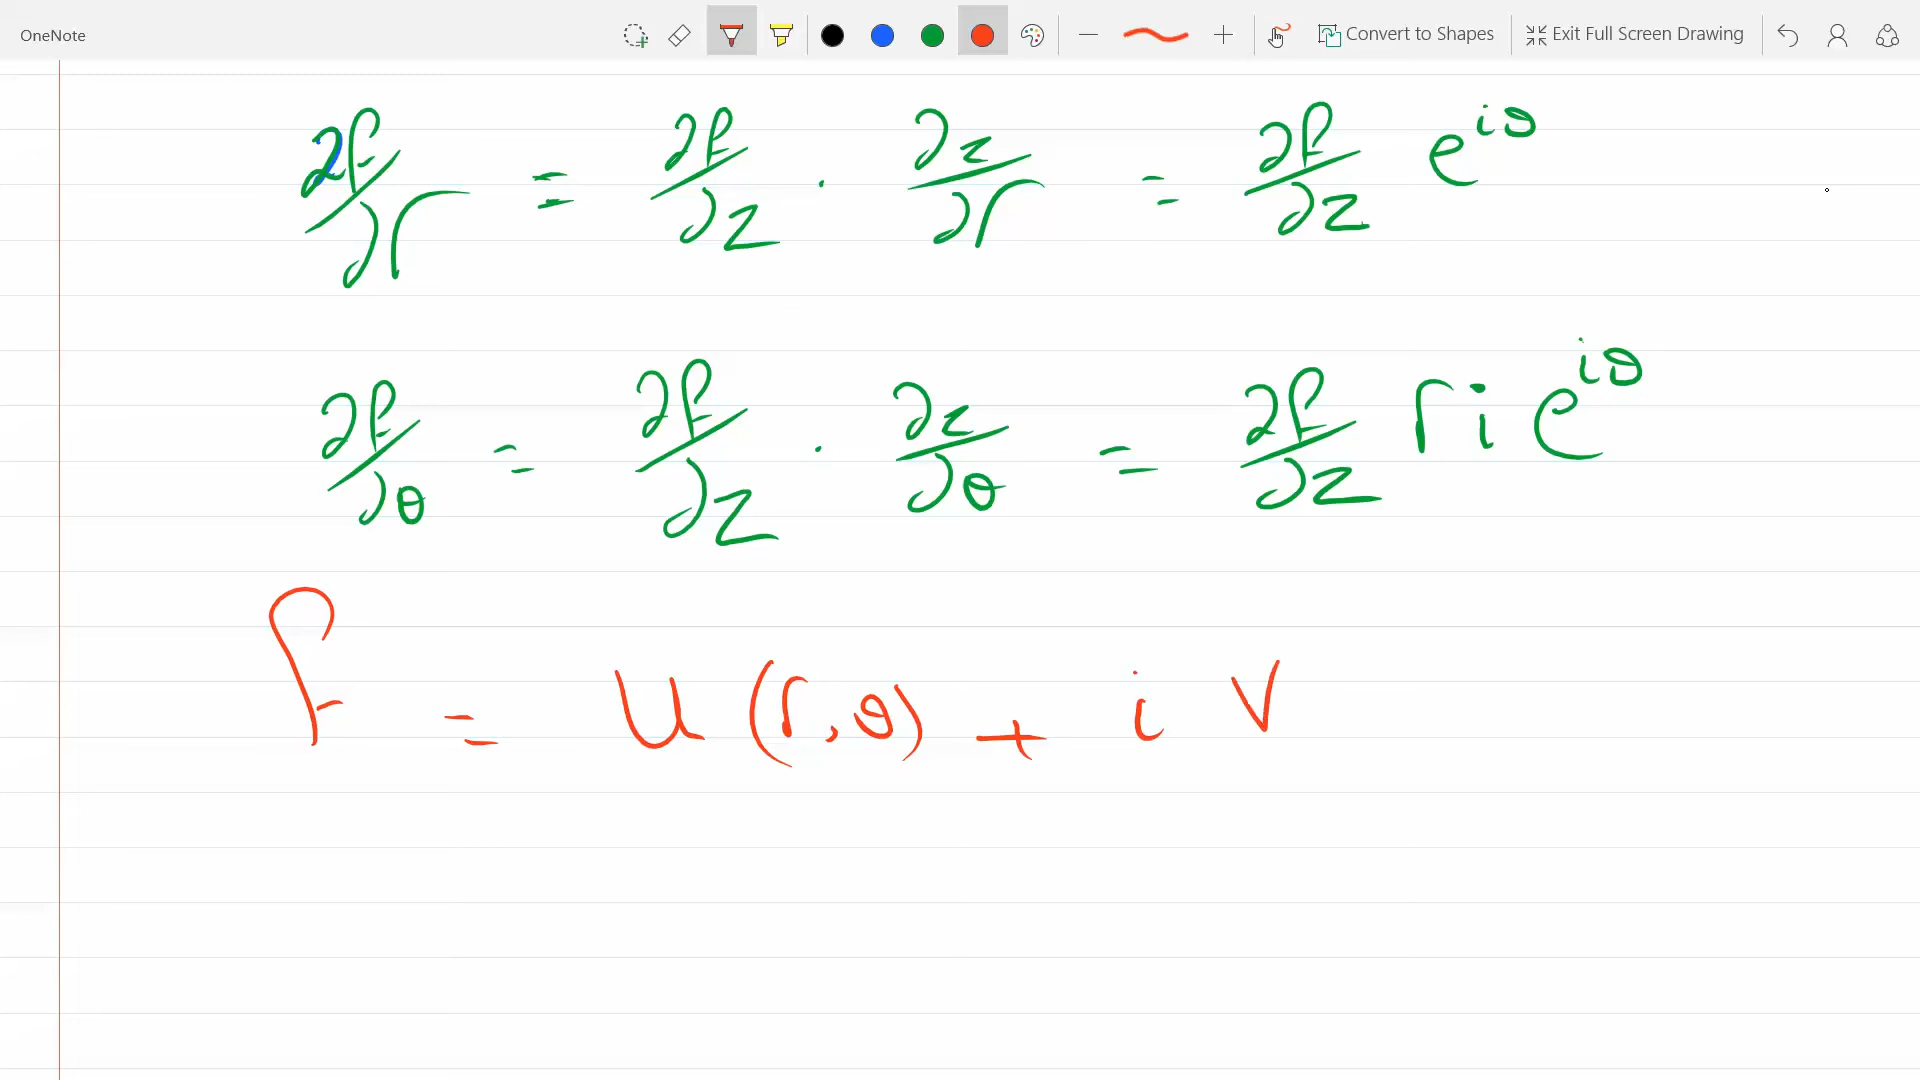 OneNote Convert to Shapes Exit Full Screen Drawing
∂f/∂r = ∂f/∂z · ∂z/∂r = ∂f/∂z e^{iθ}
∂f/∂θ = ∂f/∂z · ∂z/∂θ = ∂f/∂z r i e^{iθ}
f = u (r, θ) + i v